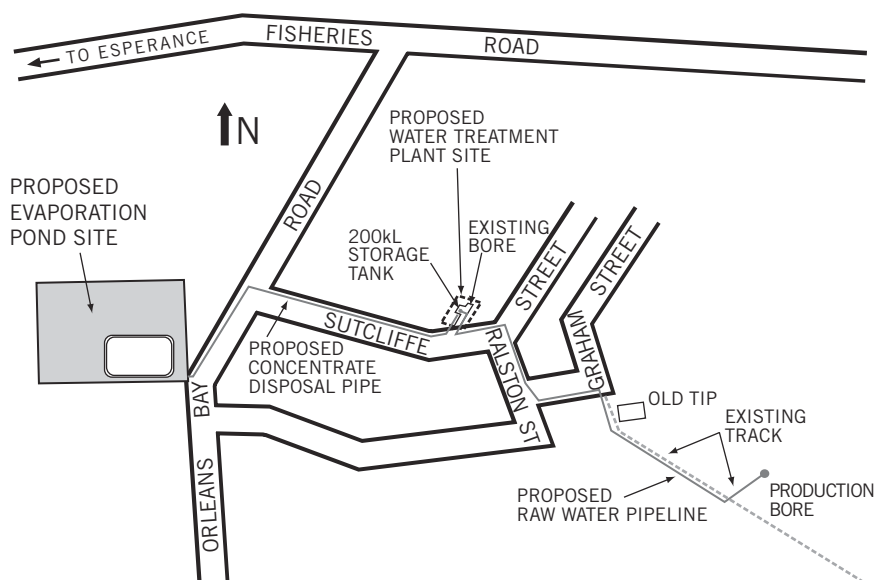 TO ESPERANCE
FISHERIES
ROAD
N
PROPOSED
WATER TREATMENT
PLANT SITE
PROPOSED
EVAPORATION
POND SITE
ROAD
200kL
STORAGE
TANK
EXISTING
BORE
STREET
STREET
SUTCLIFFE
PROPOSED
CONCENTRATE
DISPOSAL PIPE
RALSTON ST
GRAHAM
BAY
ORLEANS
OLD TIP
EXISTING
TRACK
PROPOSED
RAW WATER PIPELINE
PRODUCTION
BORE